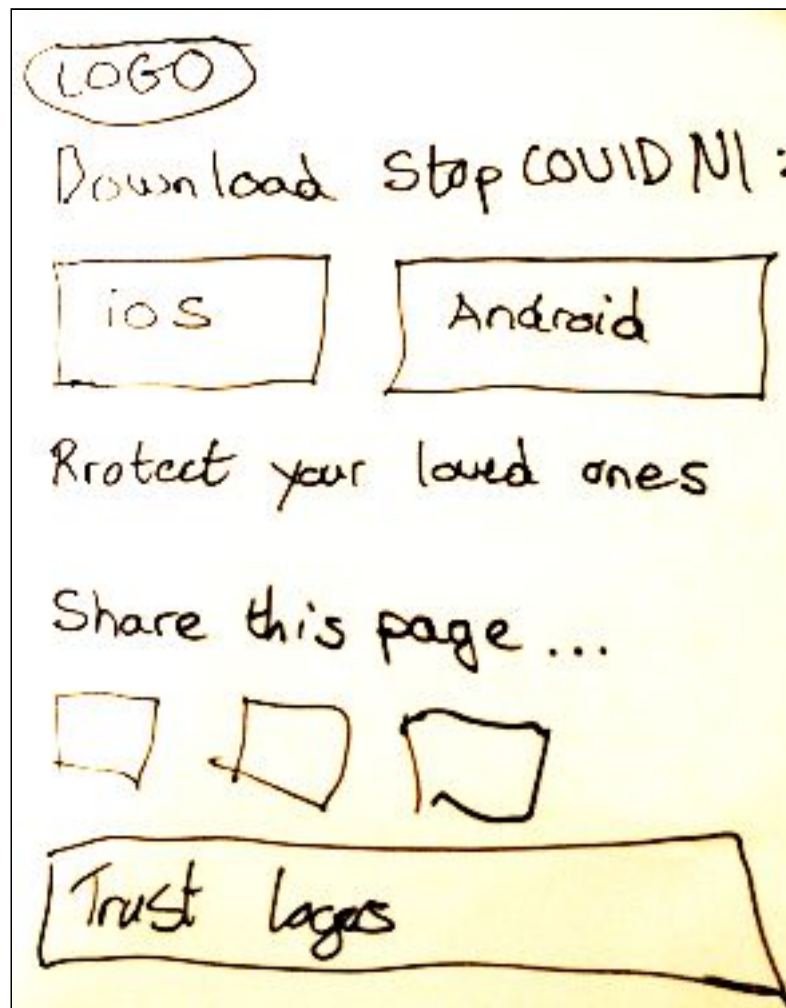 LOGO
Download Stop COVID NI :
iOS Android
Rrotect your loved ones
Share this page ...
Trust logos